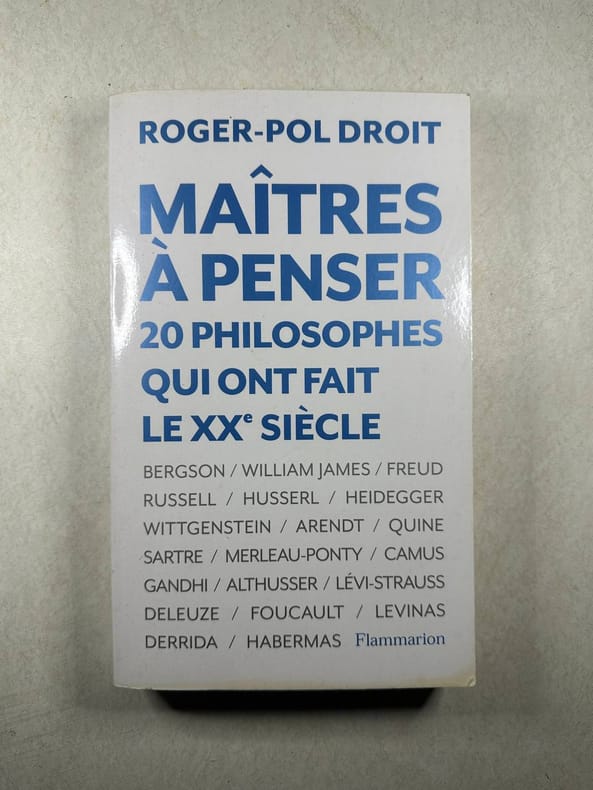 ROGER-POL DROIT
MAÎTRES
À PENSER
20 PHILOSOPHES
QUI ONT FAIT
LE XXe SIÈCLE
BERGSON / WILLIAM JAMES / FREUD
RUSSELL / HUSSERL / HEIDEGGER
WITTGENSTEIN / ARENDT / QUINE
SARTRE / MERLEAU-PONTY / CAMUS
GANDHI / ALTHUSSER / LÉVI-STRAUSS
DELEUZE / FOUCAULT / LEVINAS
DERRIDA / HABERMAS Flammarion